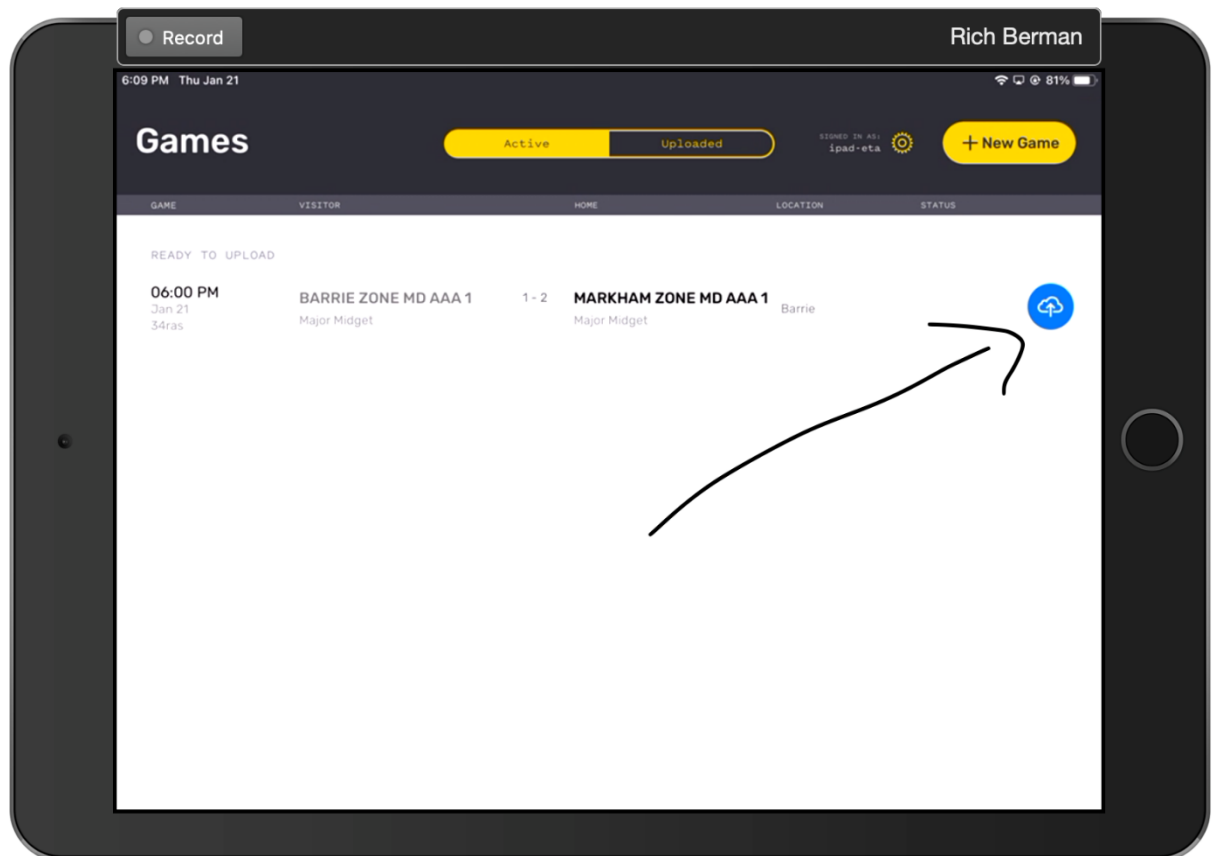 Record
Rich Berman
6:09 PM Thu Jan 21
81%
Games
Active
Uploaded
SIGNED IN AS:
ipad-eta
+ New Game
GAME
VISITOR
HOME
LOCATION
STATUS
READY TO UPLOAD
06:00 PM
Jan 21
34ras
BARRIE ZONE MD AAA 1
Major Midget
1 - 2
MARKHAM ZONE MD AAA 1
Major Midget
Barrie